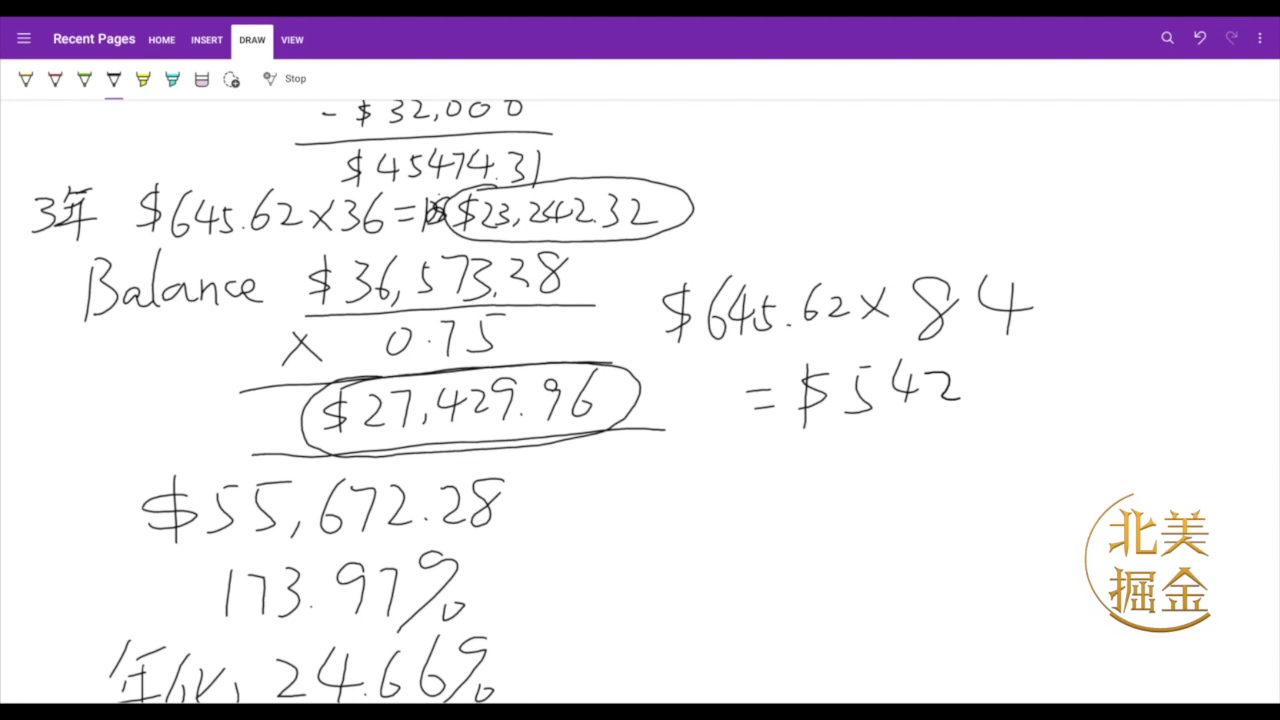 Recent Pages HOME INSERT DRAW VIEW
Stop
- $ 32,000
$45474.31
3年 $645.62×36= $23,242.32
Balance $36,573.28
× 0.75
$27,429.96
$645.62× 84
= $542
$55,672.28
173.97%
年化, 24.66%
北美
掘金